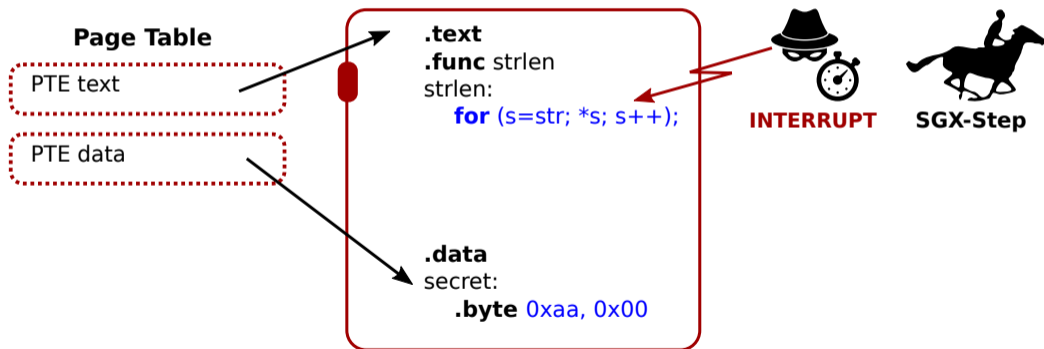 Page Table
PTE text
PTE data
.text
.func strlen
strlen:
for (s=str; *s; s++);
.data
secret:
.byte 0xaa, 0x00
INTERRUPT
SGX-Step